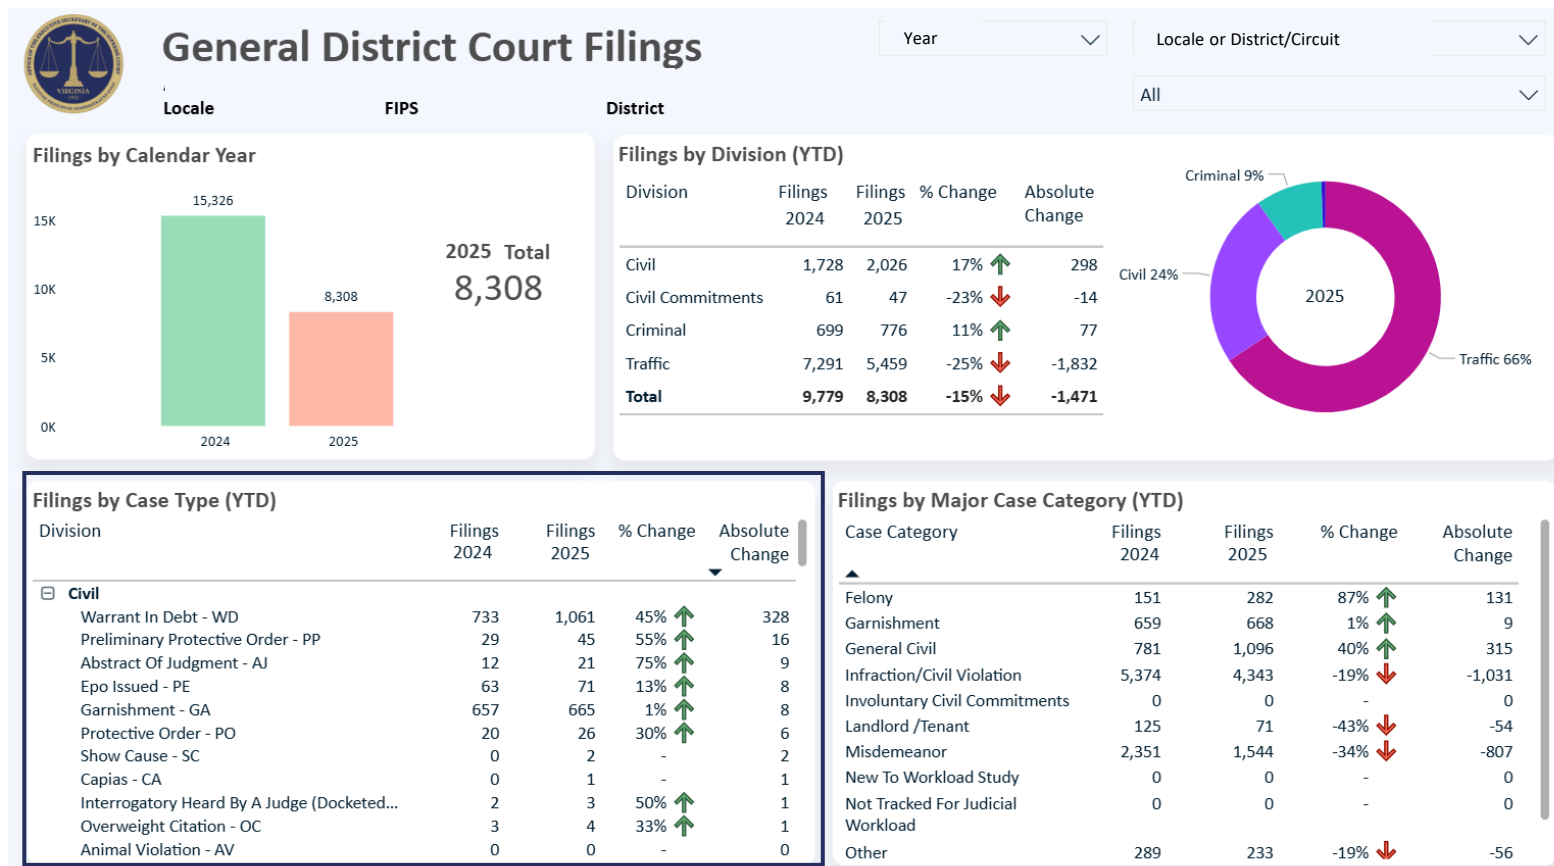 VIRGINIA
General District Court Filings
Year
Locale or District/Circuit
All
Locale FIPS District
Filings by Calendar Year
15,326
15K
10K
8,308
5K
0K
2024 2025
2025 Total
8,308
Filings by Division (YTD)
Division Filings 2024 Filings 2025 % Change Absolute Change
Civil 1,728 2,026 17% 298
Civil Commitments 61 47 -23% -14
Criminal 699 776 11% 77
Traffic 7,291 5,459 -25% -1,832
Total 9,779 8,308 -15% -1,471
Criminal 9%
Civil 24%
2025
Traffic 66%
Filings by Case Type (YTD)
Division Filings 2024 Filings 2025 % Change Absolute Change
Civil
Warrant In Debt - WD 733 1,061 45% 328
Preliminary Protective Order - PP 29 45 55% 16
Abstract Of Judgment - AJ 12 21 75% 9
Epo Issued - PE 63 71 13% 8
Garnishment - GA 657 665 1% 8
Protective Order - PO 20 26 30% 6
Show Cause - SC 0 2 - 2
Capias - CA 0 1 - 1
Interrogatory Heard By A Judge (Docketed... 2 3 50% 1
Overweight Citation - OC 3 4 33% 1
Animal Violation - AV 0 0 - 0
Filings by Major Case Category (YTD)
Case Category Filings 2024 Filings 2025 % Change Absolute Change
Felony 151 282 87% 131
Garnishment 659 668 1% 9
General Civil 781 1,096 40% 315
Infraction/Civil Violation 5,374 4,343 -19% -1,031
Involuntary Civil Commitments 0 0 - 0
Landlord /Tenant 125 71 -43% -54
Misdemeanor 2,351 1,544 -34% -807
New To Workload Study 0 0 - 0
Not Tracked For Judicial 0 0 - 0
Workload
Other 289 233 -19% -56